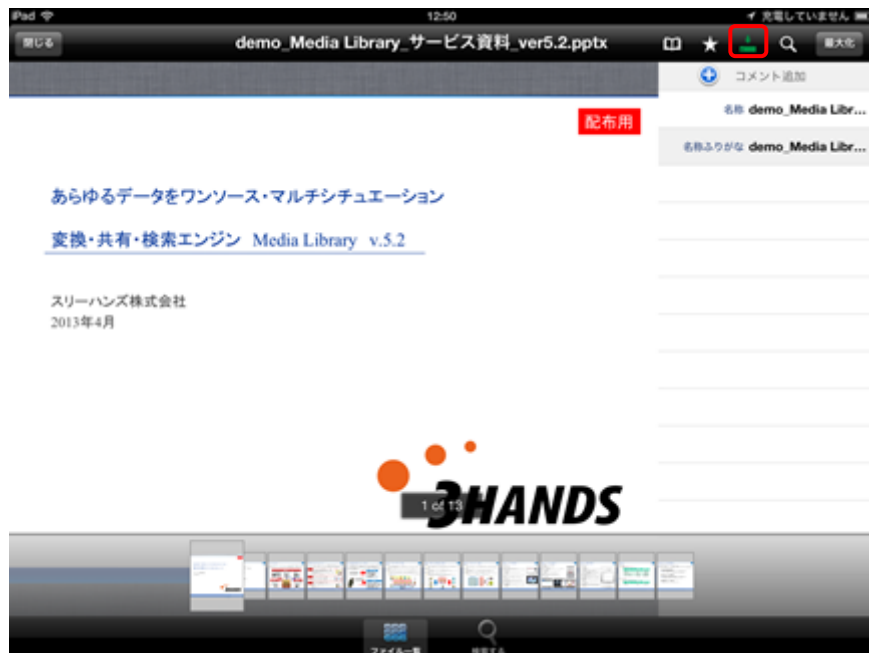 iPad
12:50
充電していません
閉じる
demo_Media Library_サービス資料_ver5.2.pptx
最大化
コメント追加
名称 demo_Media Libr...
名称ふりがな demo_Media Libr...
配布用
あらゆるデータをワンソース・マルチシチュエーション
変換・共有・検索エンジン Media Library v.5.2
スリーハンズ株式会社
2013年4月
1 of 13
3HANDS
ファイル一覧
検索する